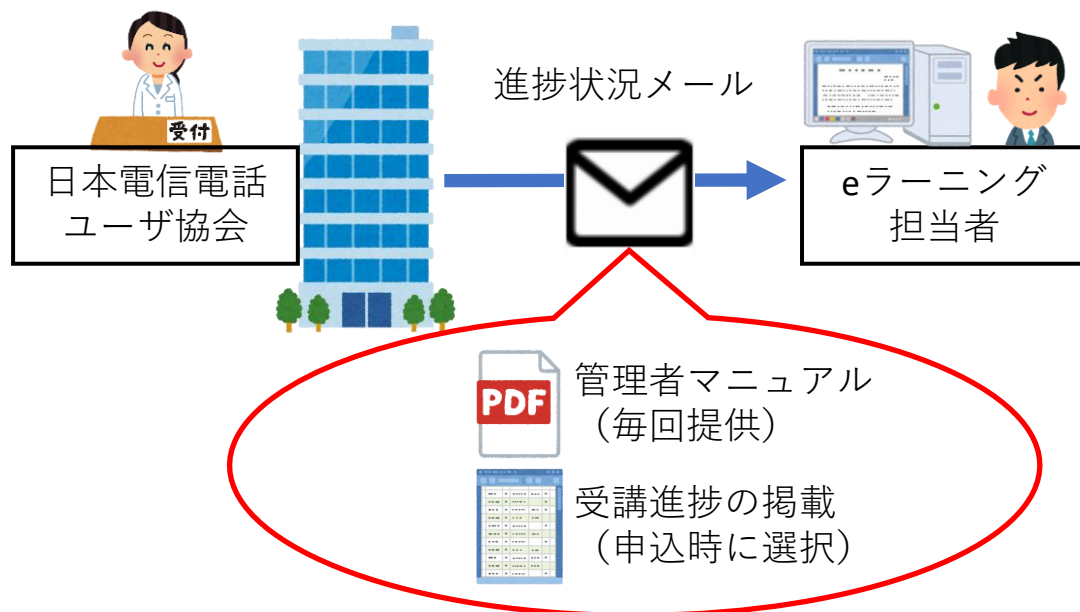 受付
日本電信電話
ユーザ協会
進捗状況メール
eラーニング
担当者
PDF
管理者マニュアル
（毎回提供）
受講進捗の掲載
（申込時に選択）